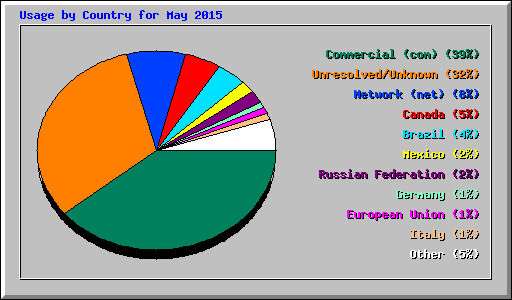 Usage by Country for May 2015
Commercial (com) (39%)
Unresolved/Unknown (32%)
Network (net) (8%)
Canada (5%)
Brazil (4%)
Mexico (2%)
Russian Federation (2%)
Germany (1%)
European Union (1%)
Italy (1%)
Other (5%)